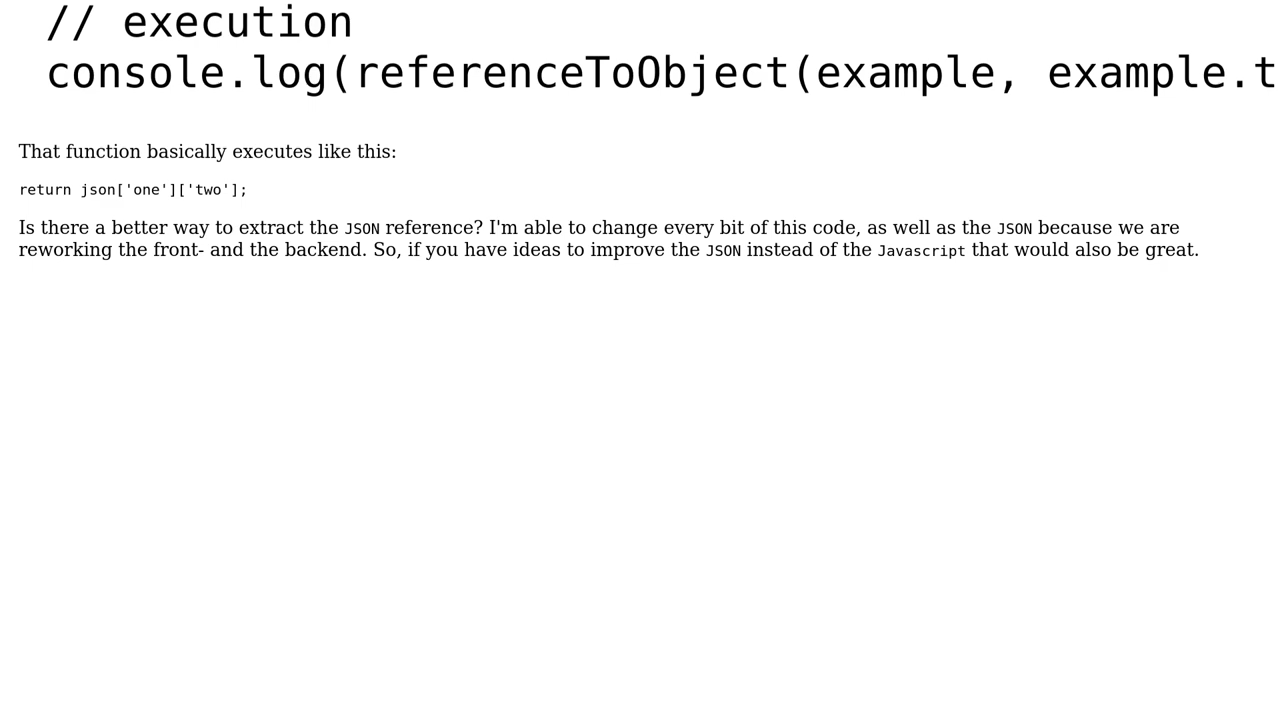 // execution
console.log(referenceToObject(example, example.t
That function basically executes like this:
return json['one']['two'];
Is there a better way to extract the JSON reference? I'm able to change every bit of this code, as well as the JSON because we are
reworking the front- and the backend. So, if you have ideas to improve the JSON instead of the Javascript that would also be great.